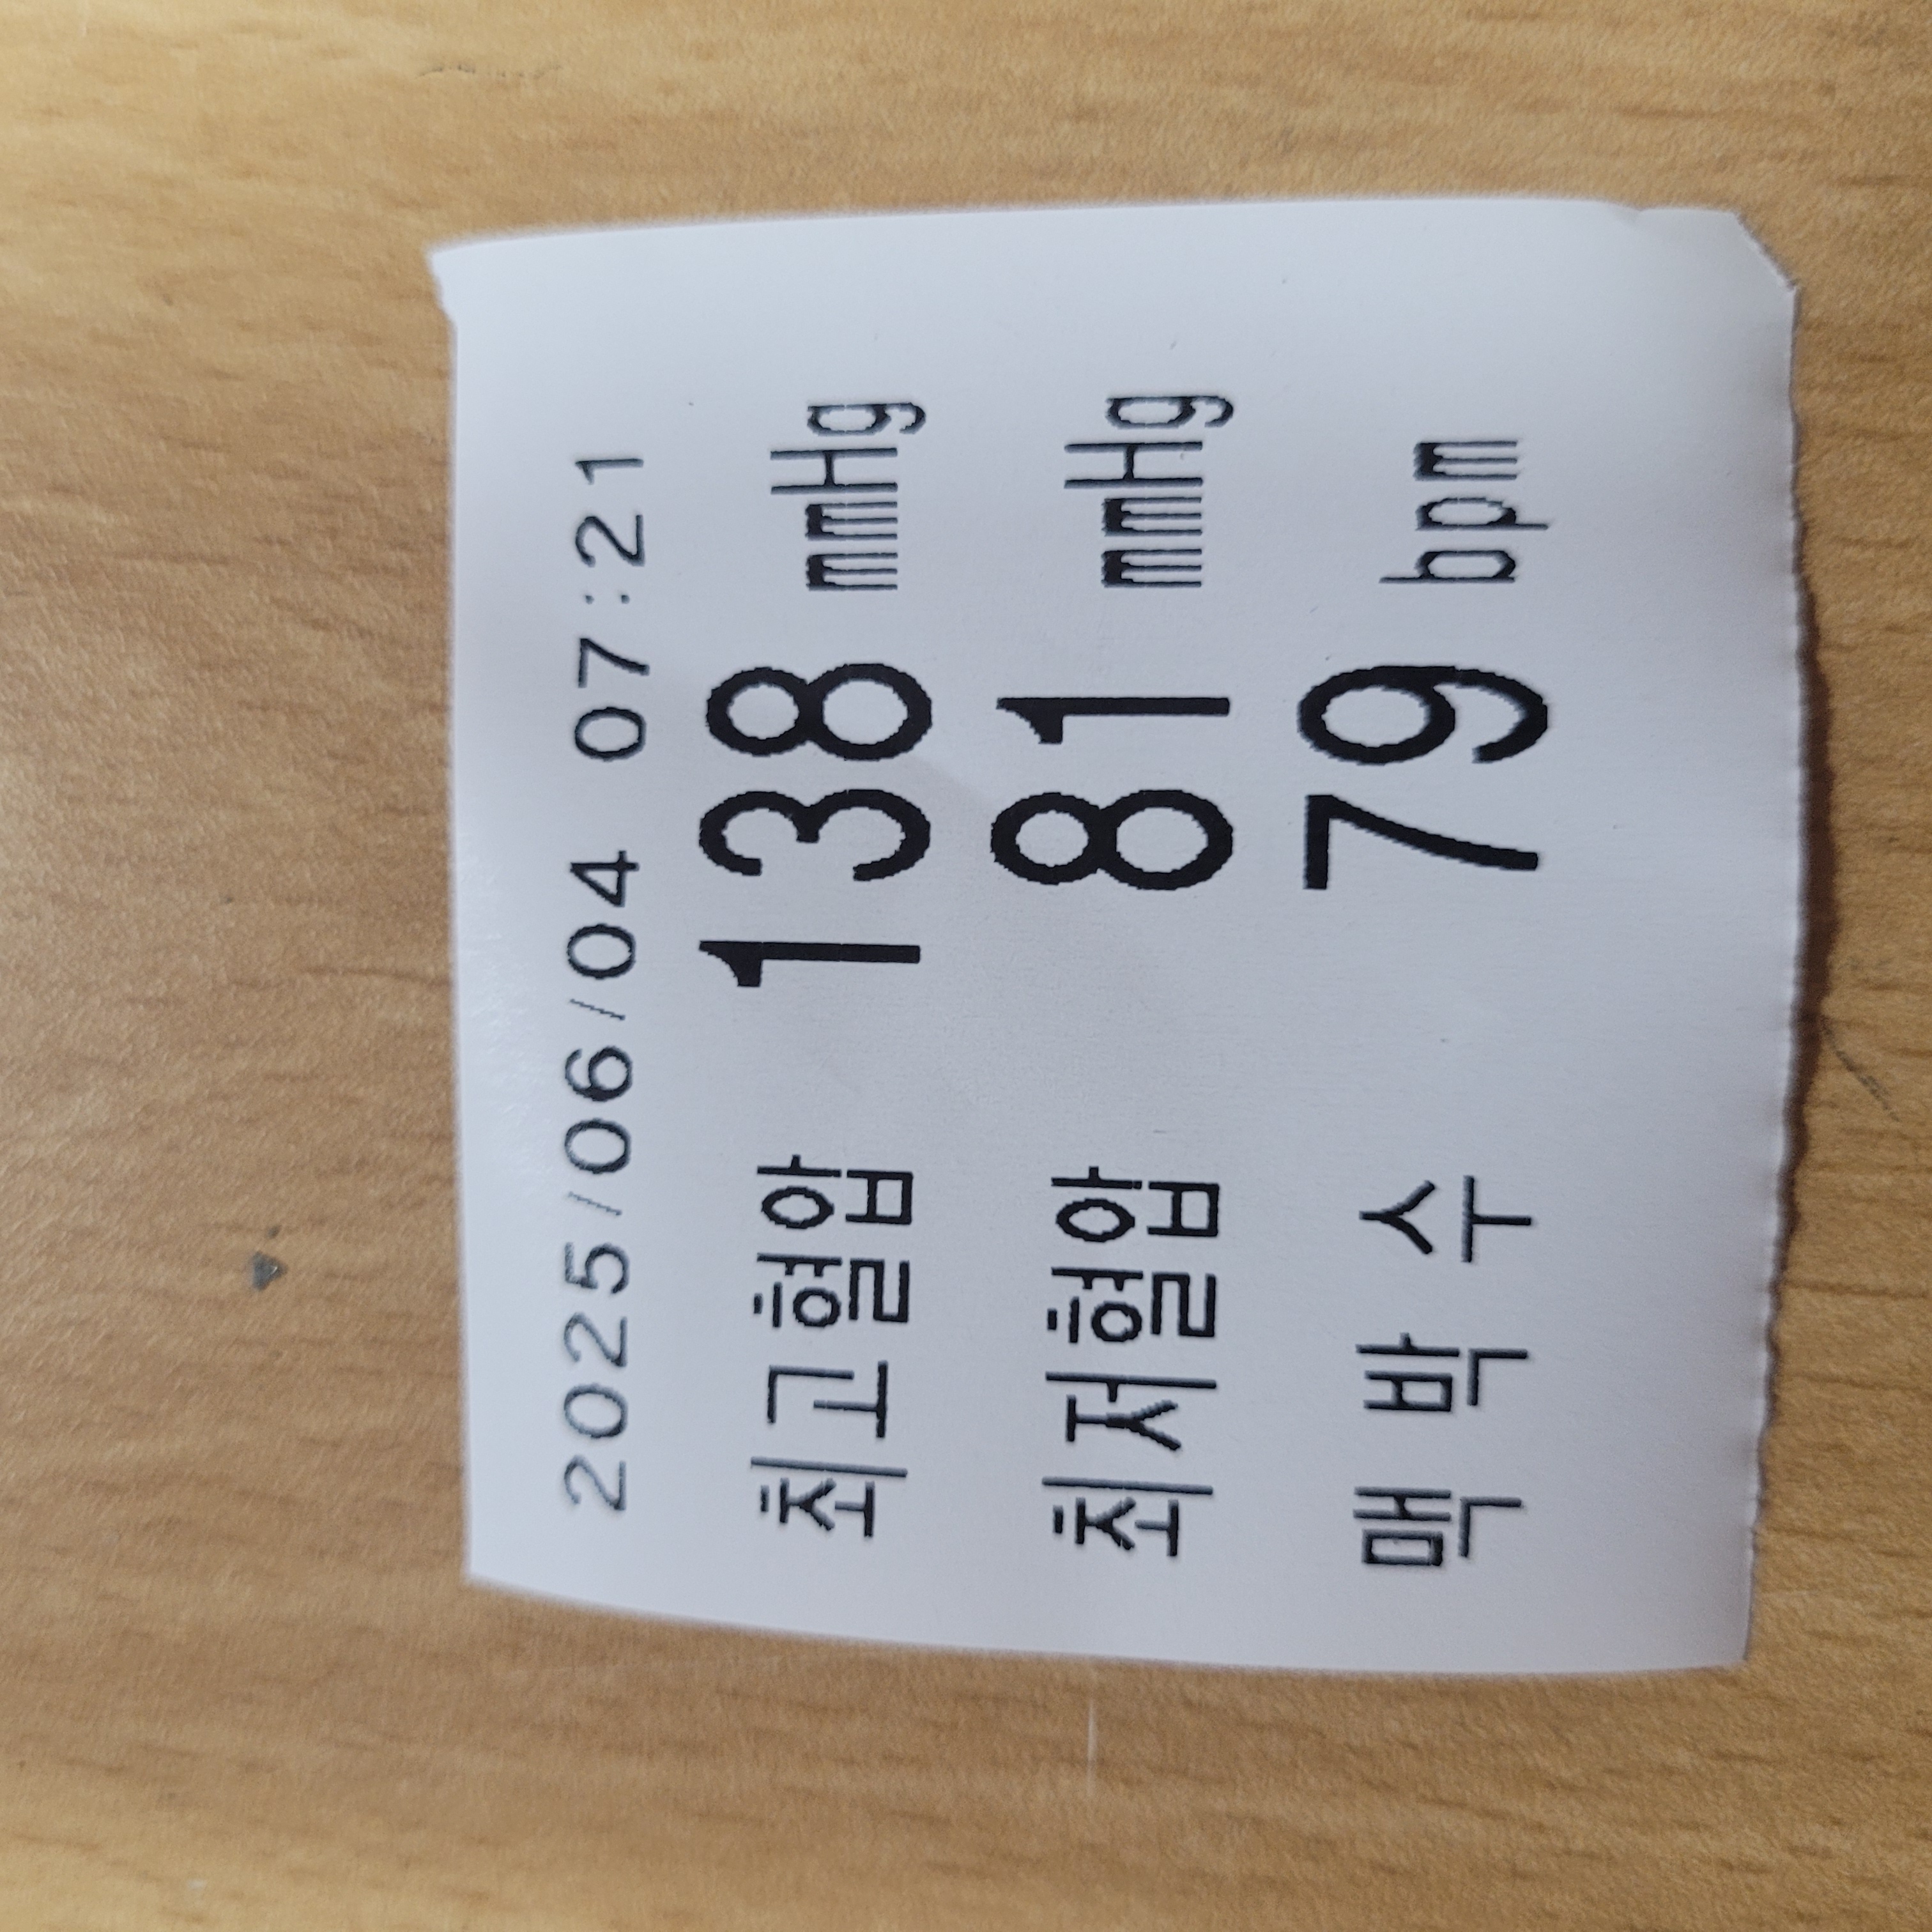 2025/06/04 07:21
최고혈압 138 mmHg
최저혈압 81 mmHg
맥 박 수 79 bpm